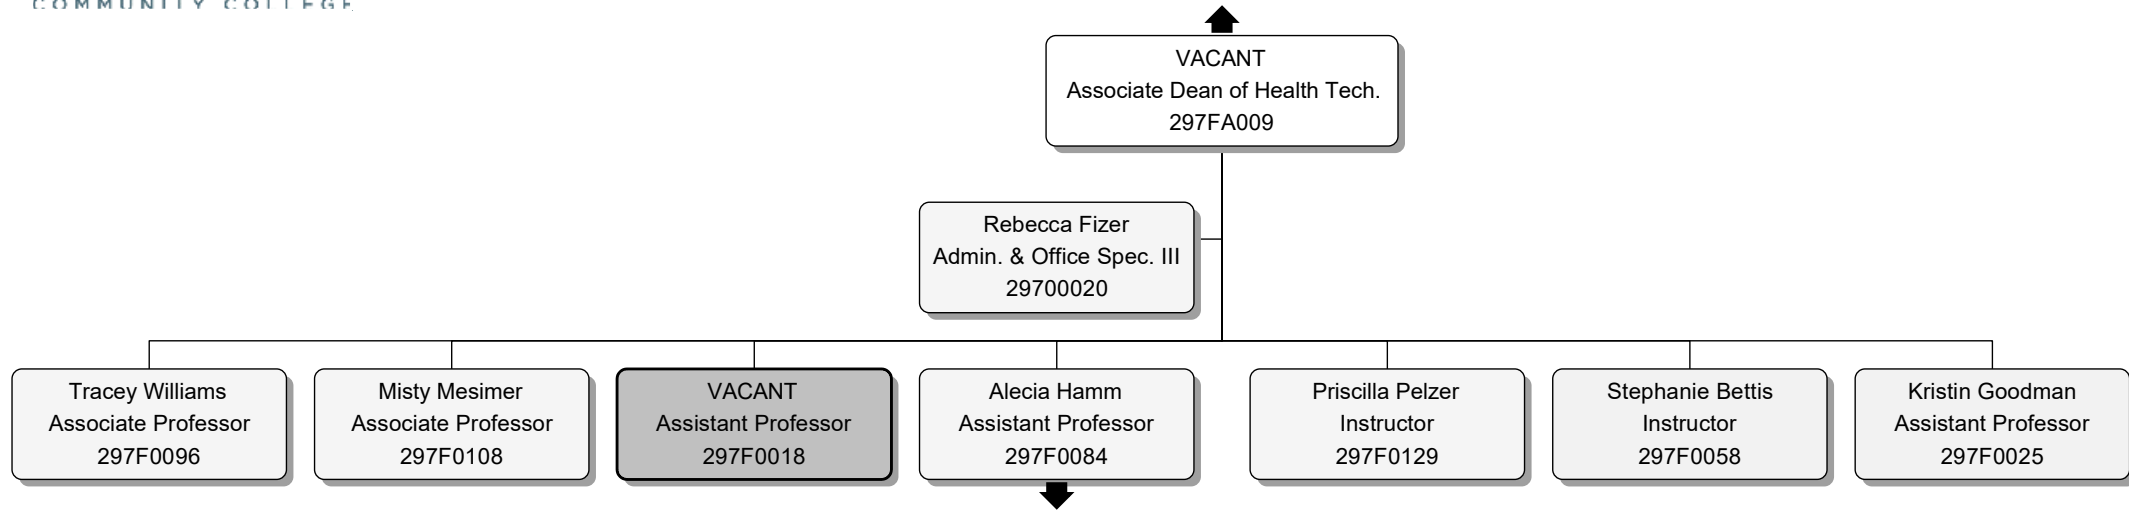 COMMUNITY COLLEGE
VACANT
Associate Dean of Health Tech.
297FA009
Rebecca Fizer
Admin. & Office Spec. III
29700020
Tracey Williams
Associate Professor
297F0096
Misty Mesimer
Associate Professor
297F0108
VACANT
Assistant Professor
297F0018
Alecia Hamm
Assistant Professor
297F0084
Priscilla Pelzer
Instructor
297F0129
Stephanie Bettis
Instructor
297F0058
Kristin Goodman
Assistant Professor
297F0025